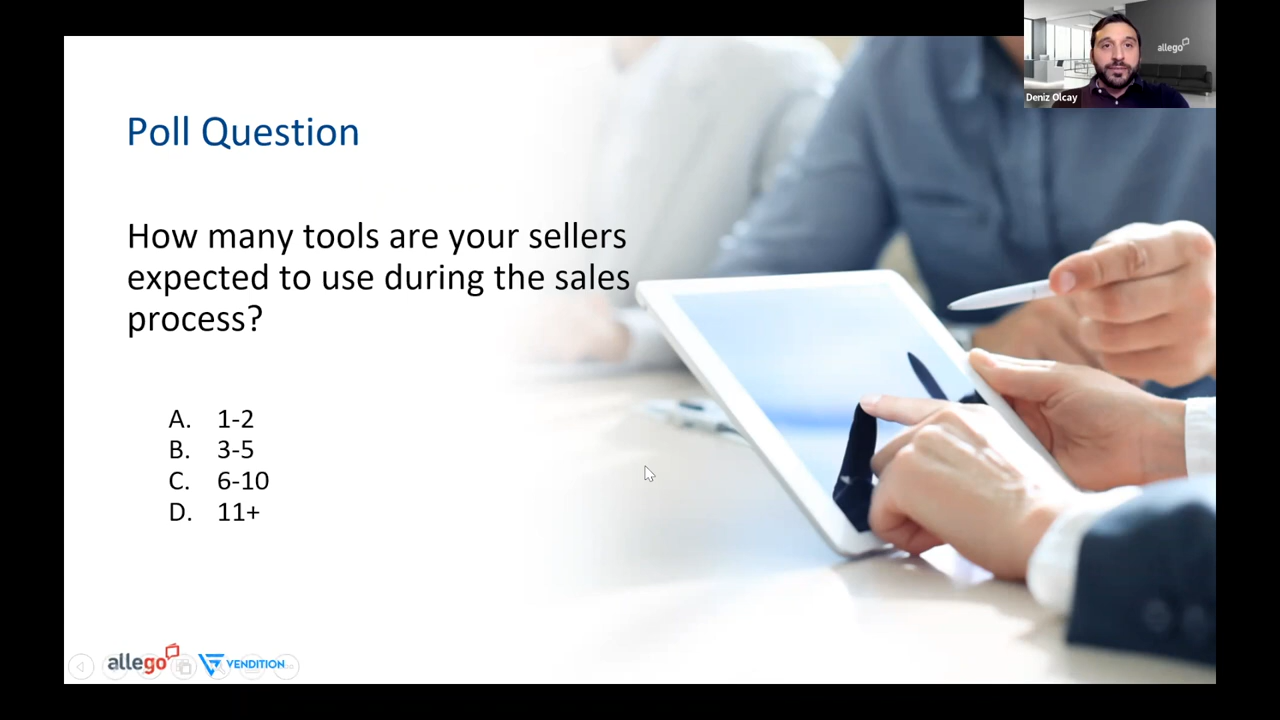 allego
Deniz Olcay
Poll Question
How many tools are your sellers
expected to use during the sales
process?
A. 1-2
B. 3-5
C. 6-10
D. 11+
allego
VENDITION